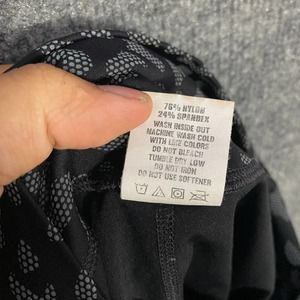 76% NYLON
24% SPANDEX
WASH INSIDE OUT
MACHINE WASH COLD
WITH LIKE COLORS
DO NOT BLEACH
TUMBLE DRY LOW
DO NOT IRON
DO NOT USE SOFTENER